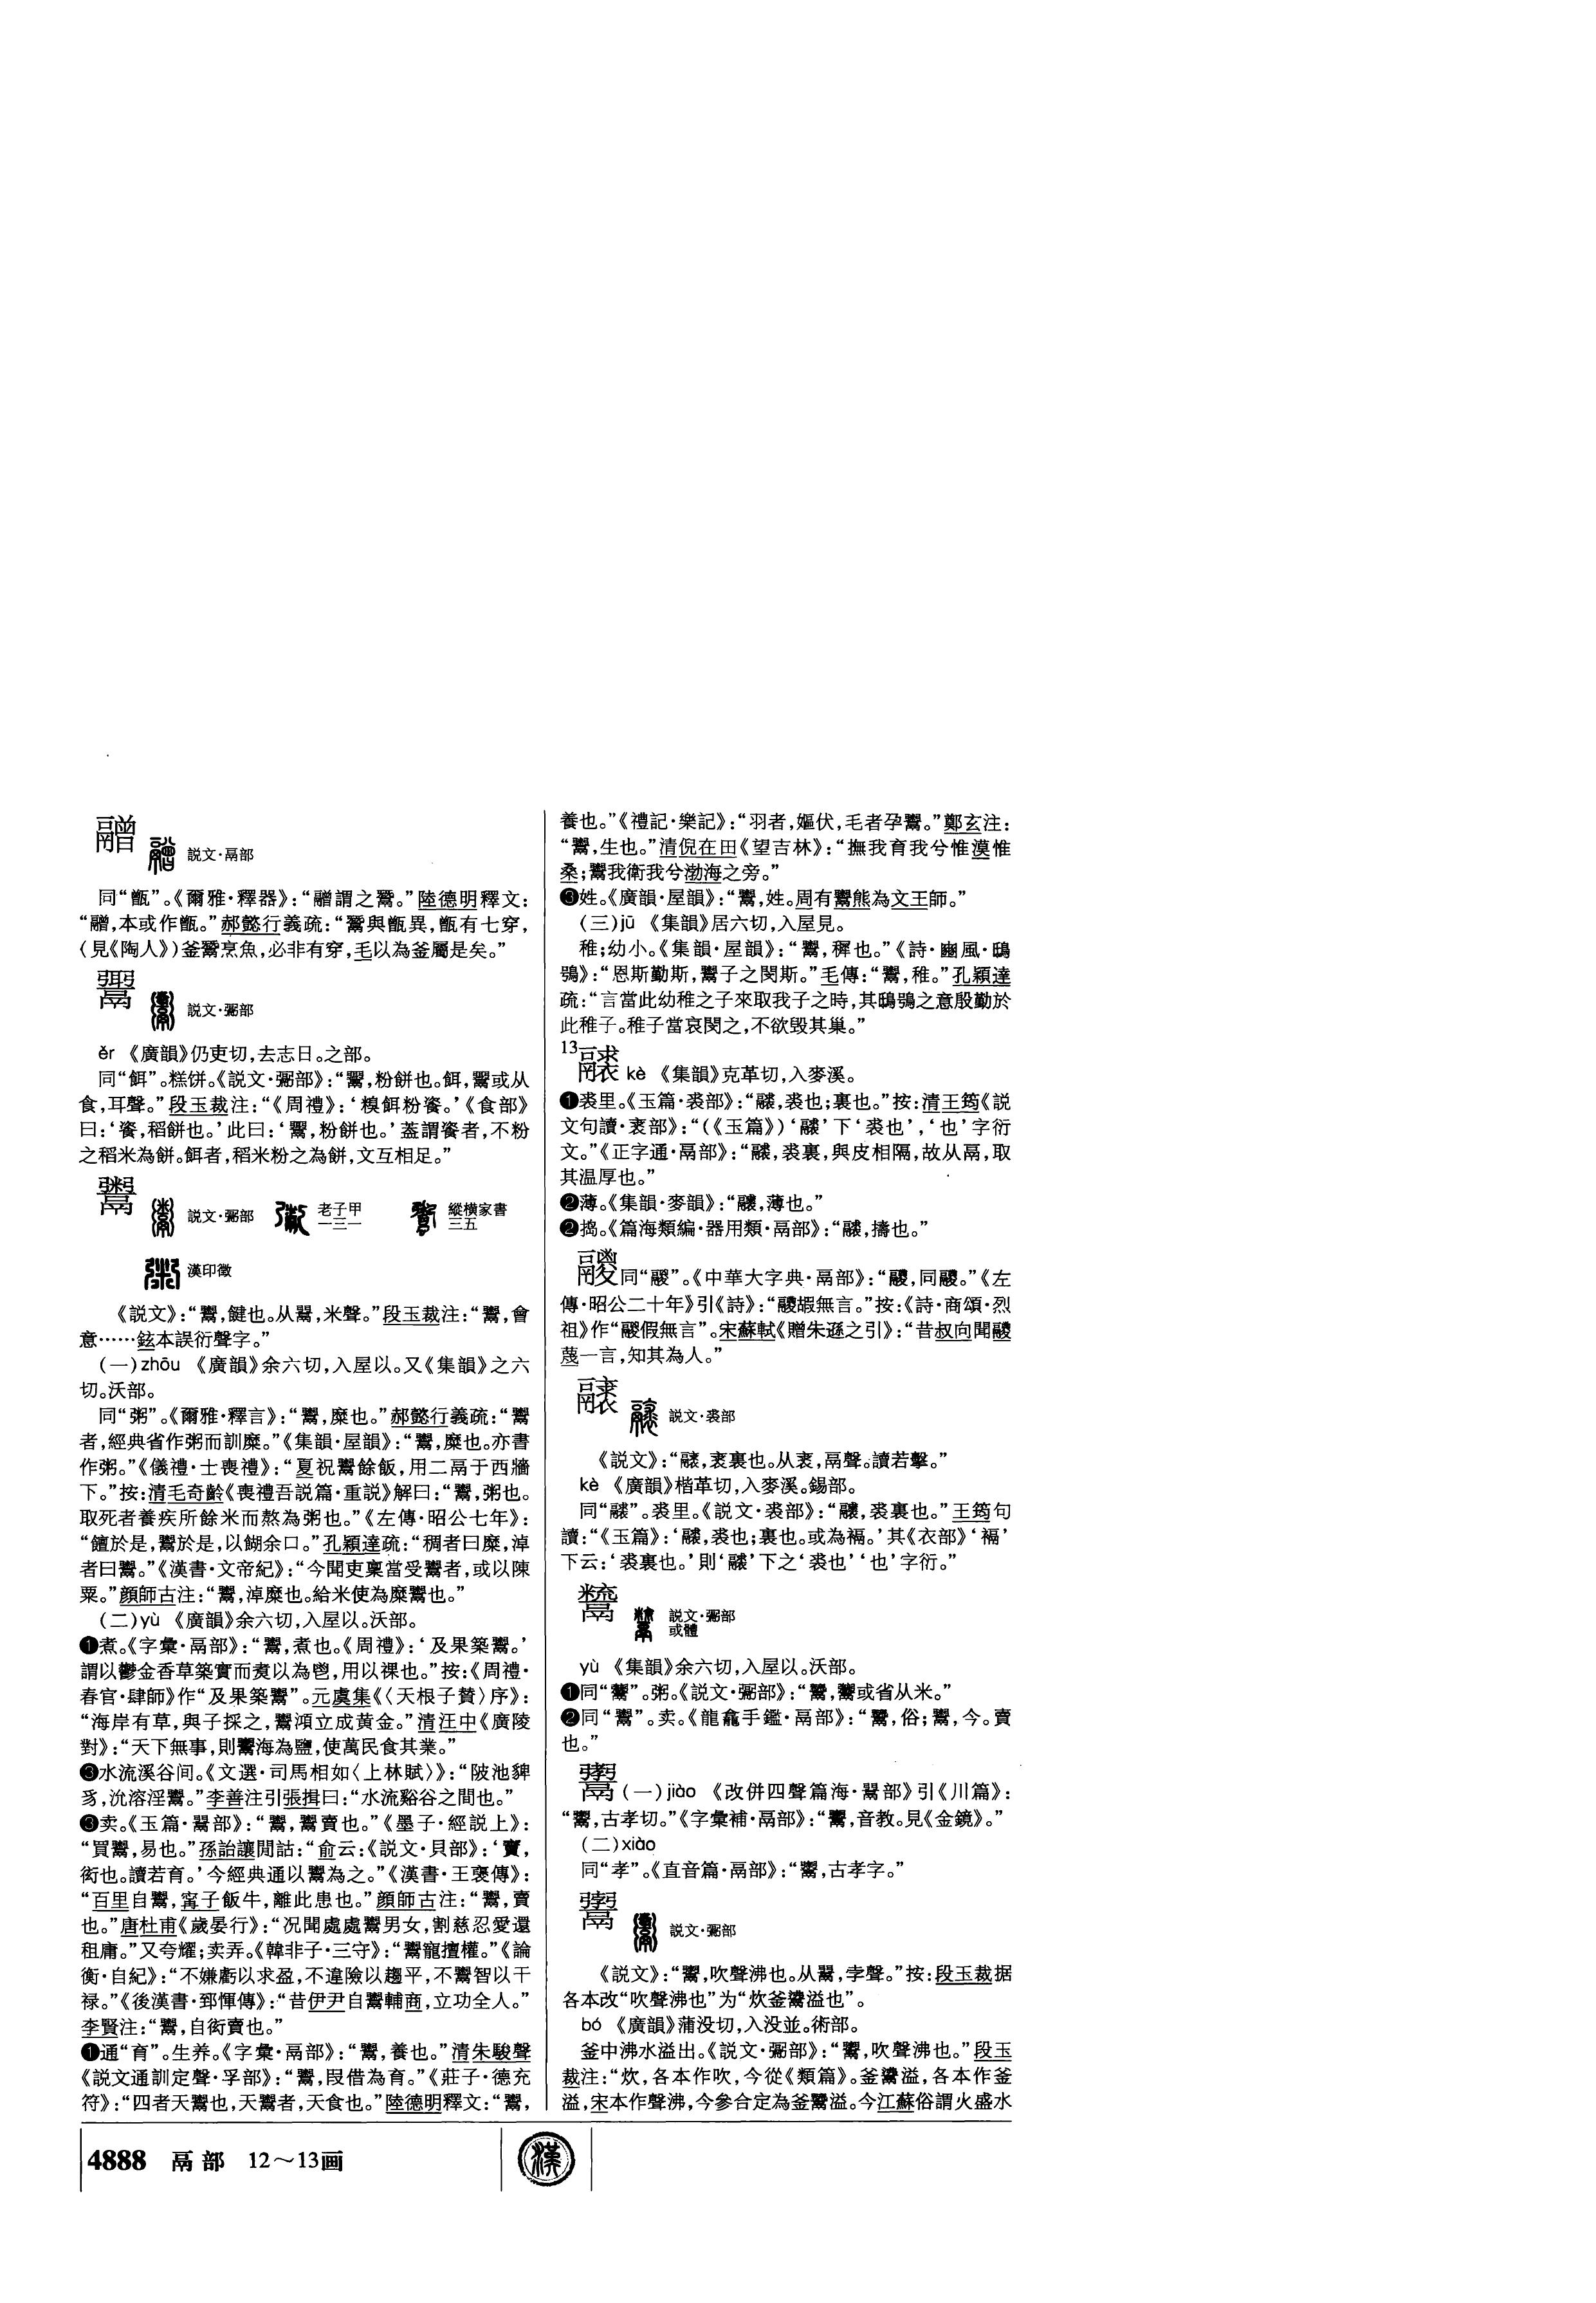 䰝
説文·鬲部
同“甑”。《爾雅·釋器》:“䰝謂之鬵。”陸德明釋文:
“䰝,本或作甑。”郝懿行義疏:“鬵與甑異,甑有七穿,
(見《陶人》)釜鬵烹魚,必非有穿,毛以為釜屬是矣。”
説文·䰜部
ěr 《廣韻》仍吏切,去志日。之部。
同“餌”。糕饼。《説文·䰜部》:“,粉餅也。餌,或从
食,耳聲。”段玉裁注:“《周禮》:‘糗餌粉餈。’《食部》
曰:‘餈,稻餅也。’此曰:‘,粉餅也。’蓋謂餈者,不粉
之稻米為餅。餌者,稻米粉之為餅,文互相足。”
鬻
説文·䰜部 老子甲一三一 縱横家書三五
漢印徵
《説文》:“鬻,䭈也。从䰜,米聲。”段玉裁注:“鬻,會
意……鉉本誤衍聲字。”
(一)zhōu 《廣韻》余六切,入屋以。又《集韻》之六
切。沃部。
同“粥”。《爾雅·釋言》:“鬻,糜也。”郝懿行義疏:“鬻
者,經典省作粥而訓糜。”《集韻·屋韻》:“鬻,糜也。亦書
作粥。”《儀禮·士喪禮》:“夏祝鬻餘飯,用二鬲于西牆
下。”按:清毛奇齡《喪禮吾説篇·重説》解曰:“鬻,粥也。
取死者養疾所餘米而熬為粥也。”《左傳·昭公七年》:
“饘於是,鬻於是,以餬余口。”孔穎達疏:“稠者曰糜,淖
者曰鬻。”《漢書·文帝紀》:“今聞吏稟當受鬻者,或以陳
粟。”顔師古注:“鬻,淖糜也。給米使為糜鬻也。”
(二)yù 《廣韻》余六切,入屋以。沃部。
❶煮。《字彙·鬲部》:“鬻,煮也。《周禮》:‘及果築鬻。’
謂以鬱金香草築實而煑以為鬯,用以祼也。”按:《周禮·
春官·肆師》作“及果築鬻”。元虞集《〈天根子贊〉序》:
“海岸有草,與子採之,鬻澒立成黄金。”清汪中《廣陵
對》:“天下無事,則鬻海為鹽,使萬民食其業。”
❸水流溪谷间。《文選·司馬相如〈上林賦〉》:“陂池貏
豸,沇溶淫鬻。”李善注引張揖曰:“水流谿谷之間也。”
❸卖。《玉篇·䰜部》:“鬻,鬻賣也。”《墨子·經説上》:
“買鬻,易也。”孫詒讓閒詁:“俞云:《説文·貝部》:‘賣,
衒也。讀若育。’今經典通以鬻為之。”《漢書·王褒傳》:
“百里自鬻,甯子飯牛,離此患也。”顔師古注:“鬻,賣
也。”唐杜甫《歲晏行》:“况聞處處鬻男女,割慈忍愛還
租庸。”又夸耀;卖弄。《韓非子·三守》:“鬻寵擅權。”《論
衡·自紀》:“不嫌虧以求盈,不違險以趨平,不鬻智以干
禄。”《後漢書·郅惲傳》:“昔伊尹自鬻輔商,立功全人。”
李賢注:“鬻,自衒賣也。”
❶通“育”。生养。《字彙·鬲部》:“鬻,養也。”清朱駿聲
《説文通訓定聲·孚部》:“鬻,叚借為育。”《莊子·德充
符》:“四者天鬻也,天鬻者,天食也。”陸德明釋文:“鬻,
養也。”《禮記·樂記》:“羽者,嫗伏,毛者孕鬻。”鄭玄注:
“鬻,生也。”清倪在田《望吉林》:“撫我育我兮惟漠惟
桑;鬻我衛我兮渤海之旁。”
❸姓。《廣韻·屋韻》:“鬻,姓。周有鬻熊為文王師。”
(三)jū 《集韻》居六切,入屋見。
稚;幼小。《集韻·屋韻》:“鬻,穉也。”《詩·豳風·鴟
鴞》:“恩斯勤斯,鬻子之閔斯。”毛傳:“鬻,稚。”孔穎達
疏:“言當此幼稚之子來取我子之時,其鴟鴞之意殷勤於
此稚子。稚子當哀閔之,不欲毁其巢。”
13
kè 《集韻》克革切,入麥溪。
❶裘里。《玉篇·裘部》:“,裘也;裏也。”按:清王筠《説
文句讀·裘部》:“(《玉篇》)‘’下‘裘也’,‘也’字衍
文。”《正字通·鬲部》:“,裘裏,與皮相隔,故从鬲,取
其温厚也。”
❷薄。《集韻·麥韻》:“,薄也。”
❷捣。《篇海類編·器用類·鬲部》:“,擣也。”
同“鬷”。《中華大字典·鬲部》:“,同鬷。”《左
傳·昭公二十年》引《詩》:“鬷嘏無言。”按:《詩·商頌·烈
祖》作“鬷假無言”。宋蘇軾《贈朱遜之引》:“昔叔向聞鬷
蔑一言,知其為人。”
説文·裘部
《説文》:“,裘裏也。从裘,鬲聲。讀若擊。”
kè 《廣韻》楷革切,入麥溪。錫部。
同“”。裘里。《説文·裘部》:“,裘裏也。”王筠句
讀:“《玉篇》:‘,裘也;裏也。或為䙐。’其《衣部》‘䙐’
下云:‘裘裏也。’則‘’下之‘裘也’‘也’字衍。”
説文·䰜部
或體
yù 《集韻》余六切,入屋以。沃部。
❶同“”。粥。《説文·䰜部》:“,或省从米。”
❷同“鬻”。卖。《龍龕手鑑·鬲部》:“,俗;鬻,今。賣
也。”
(一)jiào 《改併四聲篇海·䰜部》引《川篇》:
“,古孝切。”《字彙補·鬲部》:“,音教。見《金鏡》。”
(二)xiào
同“孝”。《直音篇·鬲部》:“,古孝字。”
説文·䰜部
《説文》:“,吹聲沸也。从䰜,孛聲。”按:段玉裁据
各本改“吹聲沸也”为“炊釜溢也”。
bó 《廣韻》蒲没切,入没並。術部。
釜中沸水溢出。《説文·䰜部》:“,吹聲沸也。”段玉
裁注:“炊,各本作吹,今從《類篇》。釜溢,各本作釜
溢,宋本作聲沸,今參合定為釜溢。今江蘇俗謂火盛水
4888 鬲部 12～13画
漢